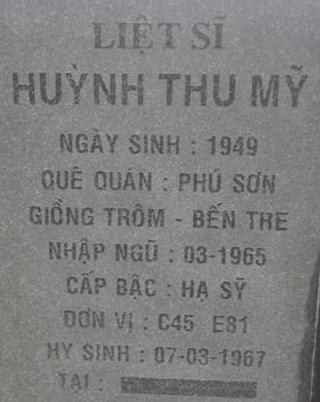 LIỆT SĨ
HUỲNH THU MỸ
NGÀY SINH : 1949
QUÊ QUÁN : PHÚ SƠN
GIỒNG TRÔM - BẾN TRE
NHẬP NGŨ : 03-1965
CẤP BẬC : HẠ SỸ
ĐƠN VỊ : C45 E81
HY SINH : 07-03-1967
TẠI :